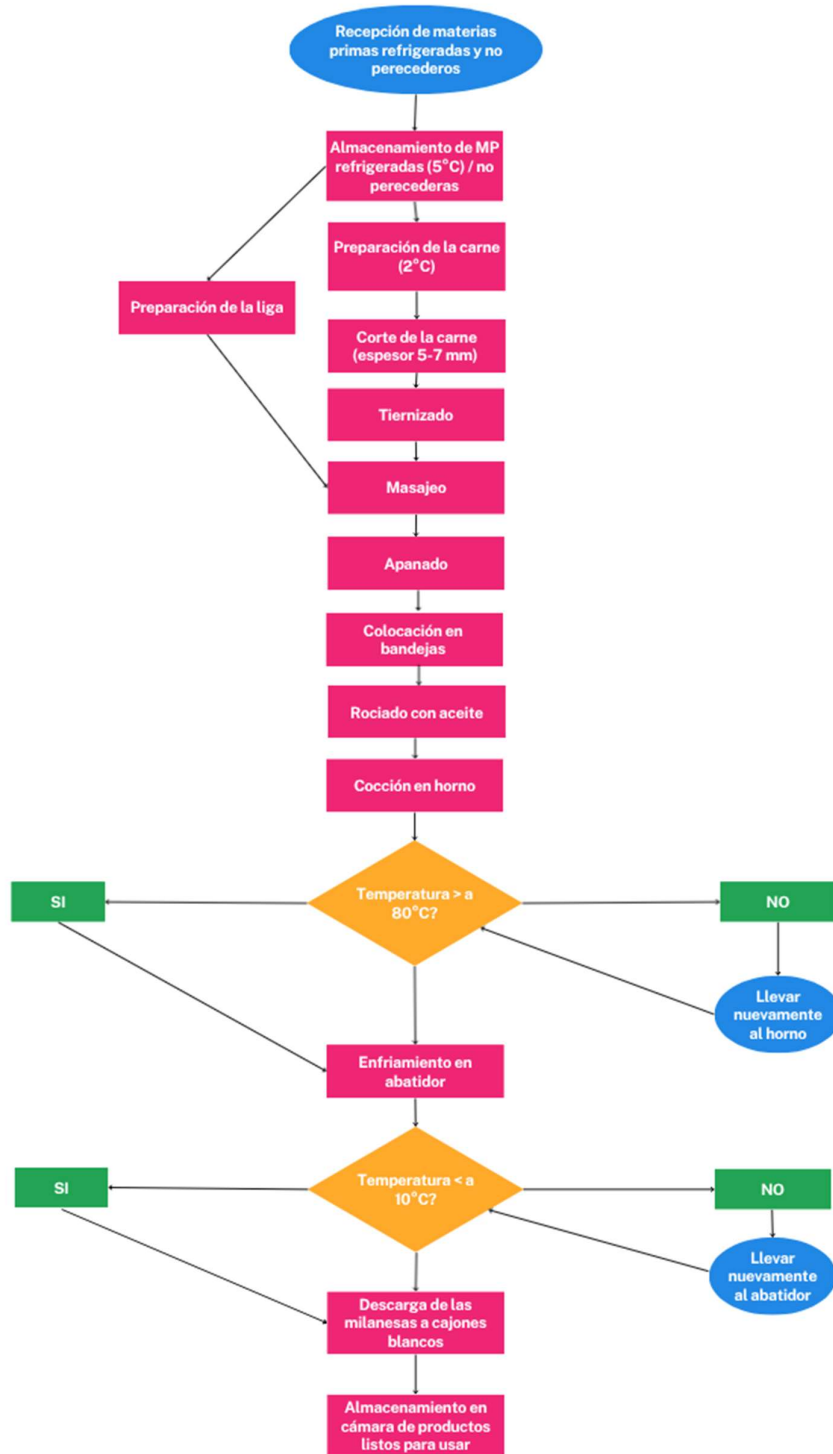 Recepción de materias
primas refrigeradas y no
perecederos
Almacenamiento de MP
refrigeradas (5°C) / no
perecederas
Preparación de la carne
(2°C)
Preparación de la liga
Corte de la carne
(espesor 5-7 mm)
Tiernizado
Masajeo
Apanado
Colocación en
bandejas
Rociado con aceite
Cocción en horno
Temperatura > a
80°C?
SI
NO
Llevar
nuevamente
al horno
Enfriamiento en
abatidor
Temperatura < a
10°C?
SI
NO
Llevar
nuevamente
al abatidor
Descarga de las
milanesas a cajones
blancos
Almacenamiento en
cámara de productos
listos para usar